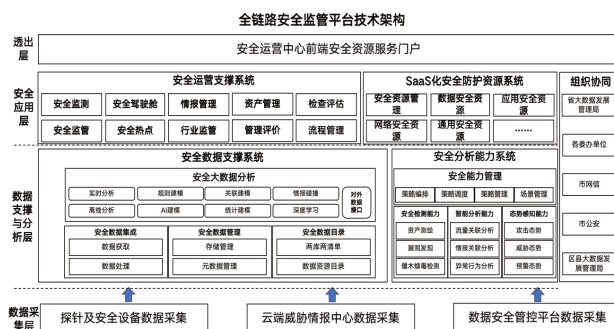 全链路安全监管平台技术架构
透出
层
安全运营中心前端安全资源服务门户
安全
应用
层
安全运营支撑系统
安全监测
安全驾驶舱
情报管理
资产管理
检查评估
安全监管
安全热点
行业监管
管理评价
流程管理
SaaS化安全防护资源系统
安全资源管
理
数据安全资
源
应用安全资
源
网络安全资
源
通用安全资
源
......
组织协同
省大数据发展
管理局
各委办单位
市网信
市公安
区县大数据发
展管理局
数据
支撑
与分
析层
安全数据支撑系统
安全大数据分析
实时分析
规则建模
关联建模
情报碰撞
离线分析
AI建模
统计建模
深度学习
对外
数据
接口
安全数据集成
数据获取
数据处理
安全数据管理
存储管理
元数据管理
安全数据目录
两库两清单
数据资源目录
安全分析能力系统
安全能力管理
策略编排
策略调度
策略管理
场景管理
安全检测能力
资产测绘
漏洞发现
僵木蠕毒检测
智能分析能力
流量关联分析
情报关联分析
异常行为分析
态势感知能力
攻击态势
威胁态势
预警态势
数据采
集层
探针及安全设备数据采集
云端威胁情报中心数据采集
数据安全管控平台数据采集